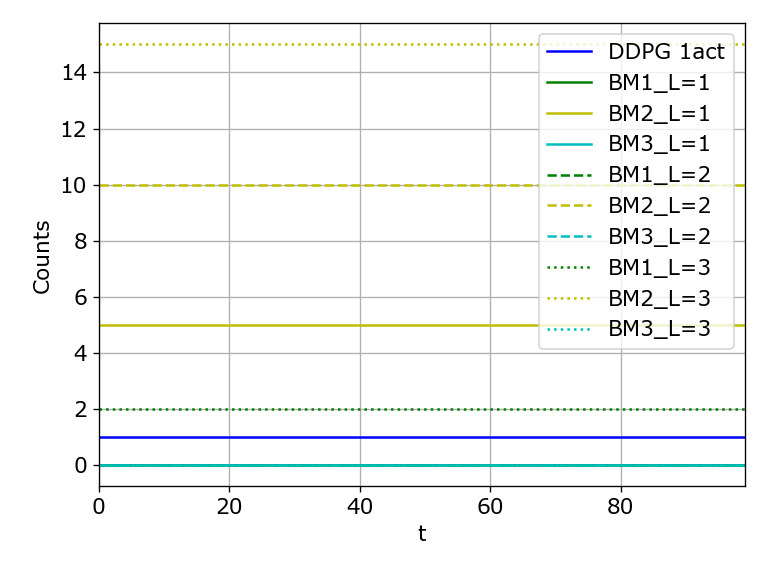 DDPG 1act
BM1_L=1
BM2_L=1
BM3_L=1
BM1_L=2
BM2_L=2
BM3_L=2
BM1_L=3
BM2_L=3
BM3_L=3
14
12
10
8
6
4
2
0
Counts
0 20 40 60 80
t